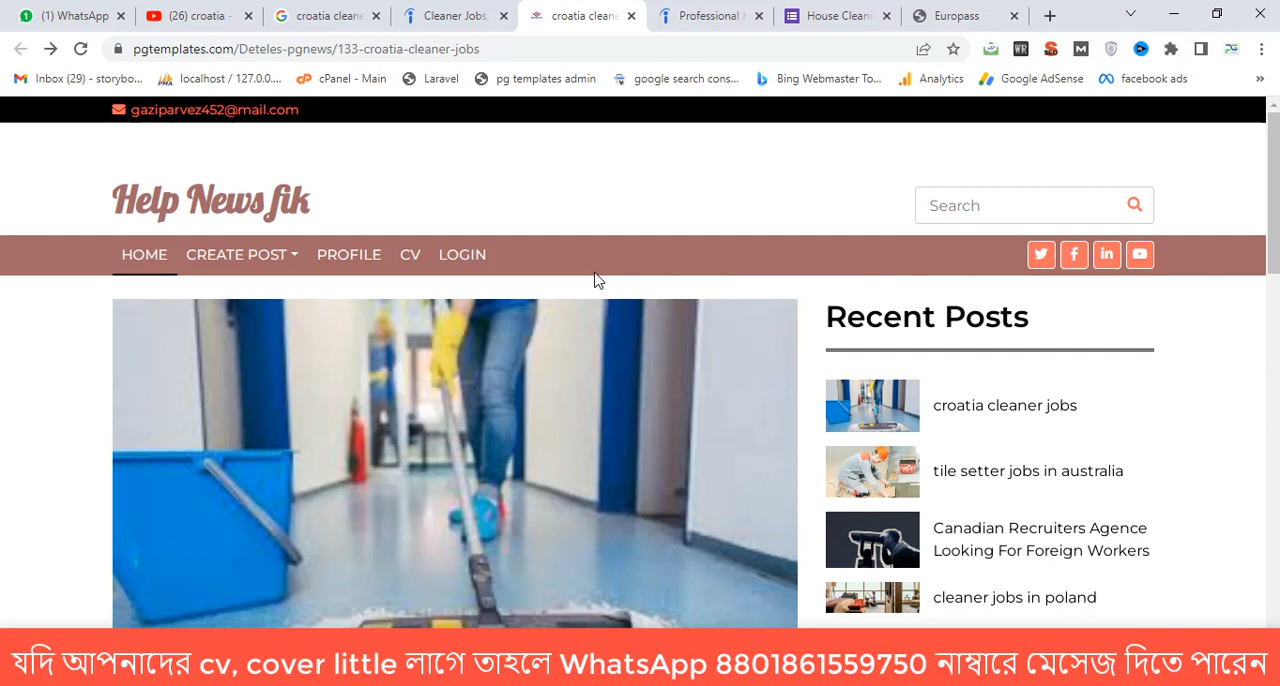 (1) WhatsApp
(26) croatia -
croatia clean
Cleaner Jobs,
croatia clean
Professional H
House Clean
Europass
pgtemplates.com/Deteles-pgnews/133-croatia-cleaner-jobs
Inbox (29) - storybo...
localhost / 127.0.0....
cPanel - Main
Laravel
pg templates admin
google search cons...
Bing Webmaster To...
Analytics
Google AdSense
facebook ads
gaziparvez452@mail.com
Help News fik
Search
HOME
CREATE POST
PROFILE
CV
LOGIN
Recent Posts
croatia cleaner jobs
tile setter jobs in australia
Canadian Recruiters Agence
Looking For Foreign Workers
cleaner jobs in poland
যদি আপনাদের cv, cover little লাগে তাহলে WhatsApp 8801861559750 নাম্বারে মেসেজ দিতে পারেন